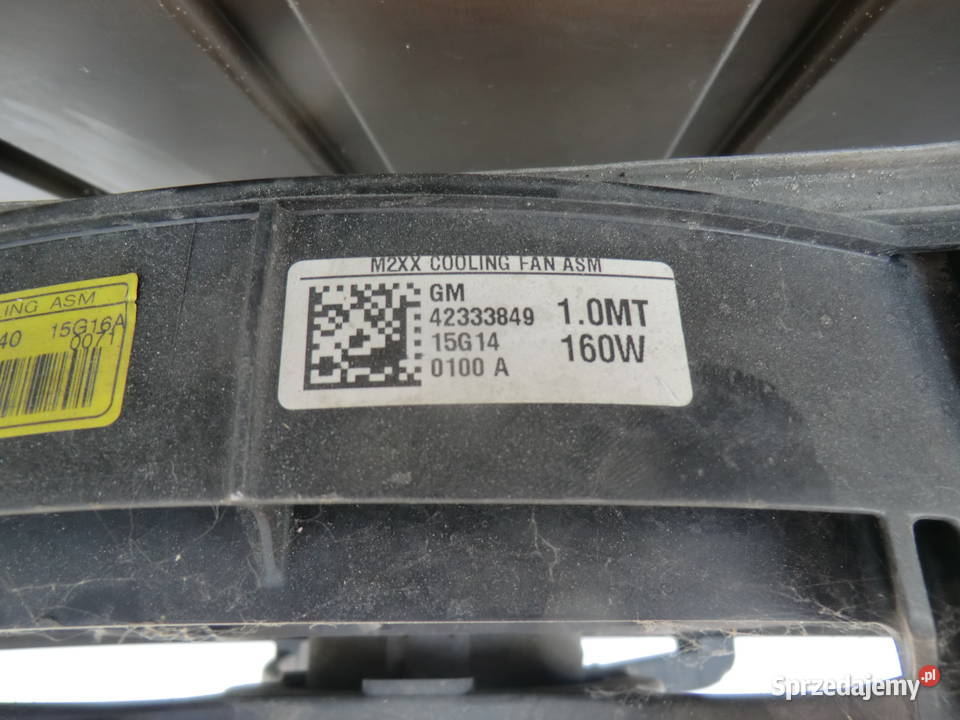 M2XX COOLING FAN ASM
GM
42333849
15G14
0100 A
1.0MT
160W
LING ASM
40 15G16A
0071
Sprzedajemy.pl